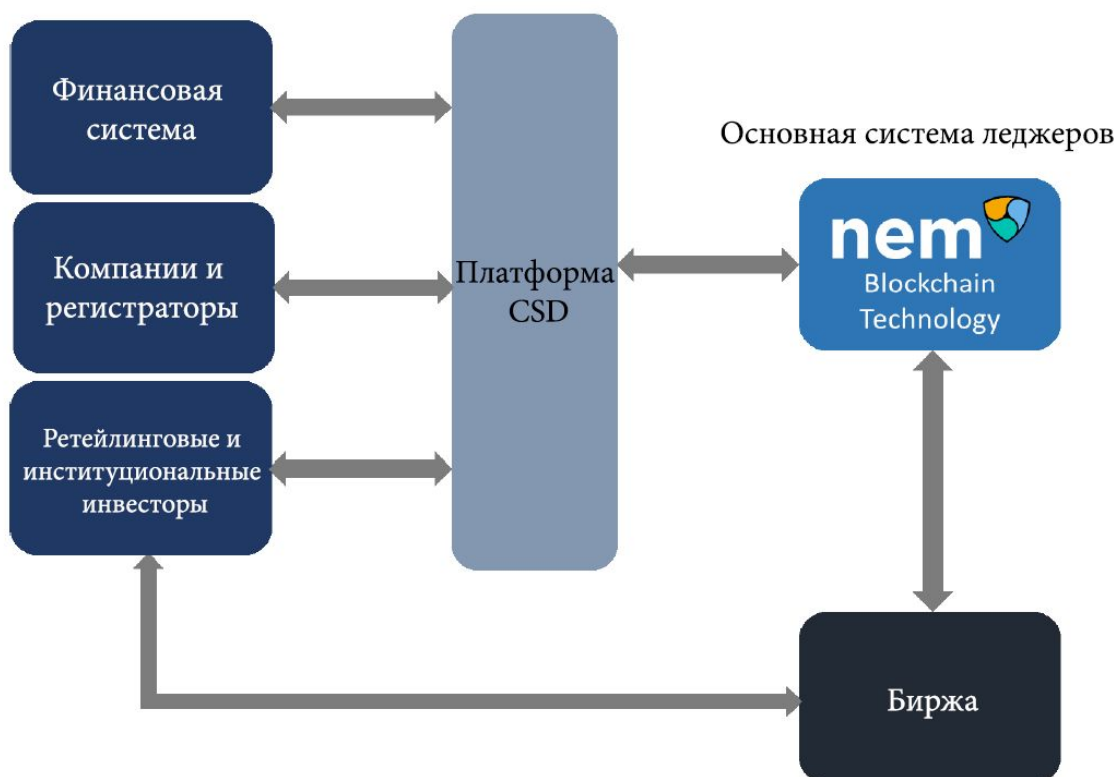 Финансовая
система
Компании и
регистраторы
Ретейлинговые и
институциональные
инвесторы
Платформа
CSD
Основная система леджеров
nem
Blockchain
Technology
Биржа